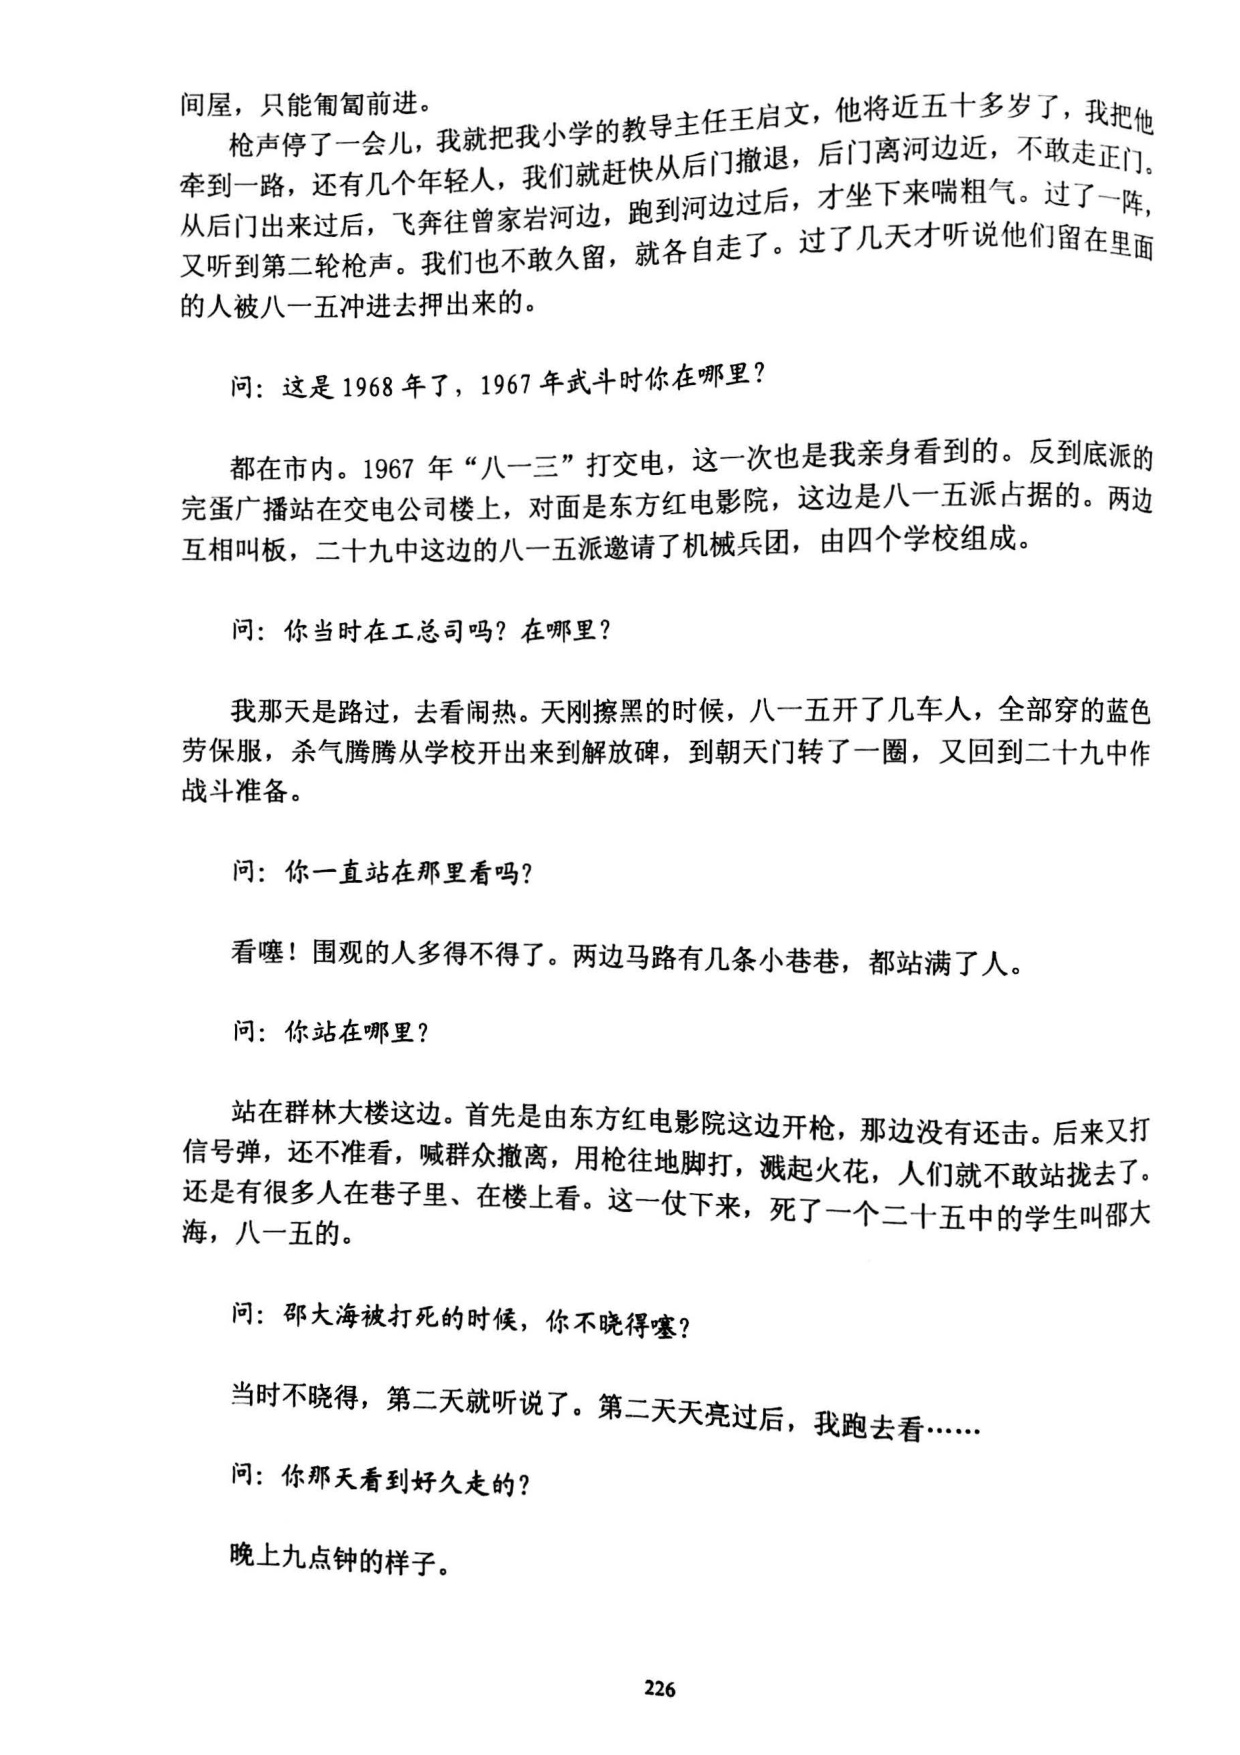 间屋，只能匍匐前进。
枪声停了一会儿，我就把我小学的教导主任王启文，他将近五十多岁了，我把他
牵到一路，还有几个年轻人，我们就赶快从后门撤退，后门离河边近，不敢走正门。
从后门出来过后，飞奔往曾家岩河边，跑到河边过后，才坐下来喘粗气。过了一阵，
又听到第二轮枪声。我们也不敢久留，就各自走了。过了几天才听说他们留在里面
的人被八一五冲进去押出来的。
问：这是 1968 年了，1967 年武斗时你在哪里？
都在市内。1967 年“八一三”打交电，这一次也是我亲身看到的。反到底派的
完蛋广播站在交电公司楼上，对面是东方红电影院，这边是八一五派占据的。两边
互相叫板，二十九中这边的八一五派邀请了机械兵团，由四个学校组成。
问：你当时在工总司吗？在哪里？
我那天是路过，去看闹热。天刚擦黑的时候，八一五开了几车人，全部穿的蓝色
劳保服，杀气腾腾从学校开出来到解放碑，到朝天门转了一圈，又回到二十九中作
战斗准备。
问：你一直站在那里看吗？
看噻！围观的人多得不得了。两边马路有几条小巷巷，都站满了人。
问：你站在哪里？
站在群林大楼这边。首先是由东方红电影院这边开枪，那边没有还击。后来又打
信号弹，还不准看，喊群众撤离，用枪往地脚打，溅起火花，人们就不敢站拢去了。
还是有很多人在巷子里、在楼上看。这一仗下来，死了一个二十五中的学生叫邵大
海，八一五的。
问：邵大海被打死的时候，你不晓得噻？
当时不晓得，第二天就听说了。第二天天亮过后，我跑去看……
问：你那天看到好久走的？
晚上九点钟的样子。
226